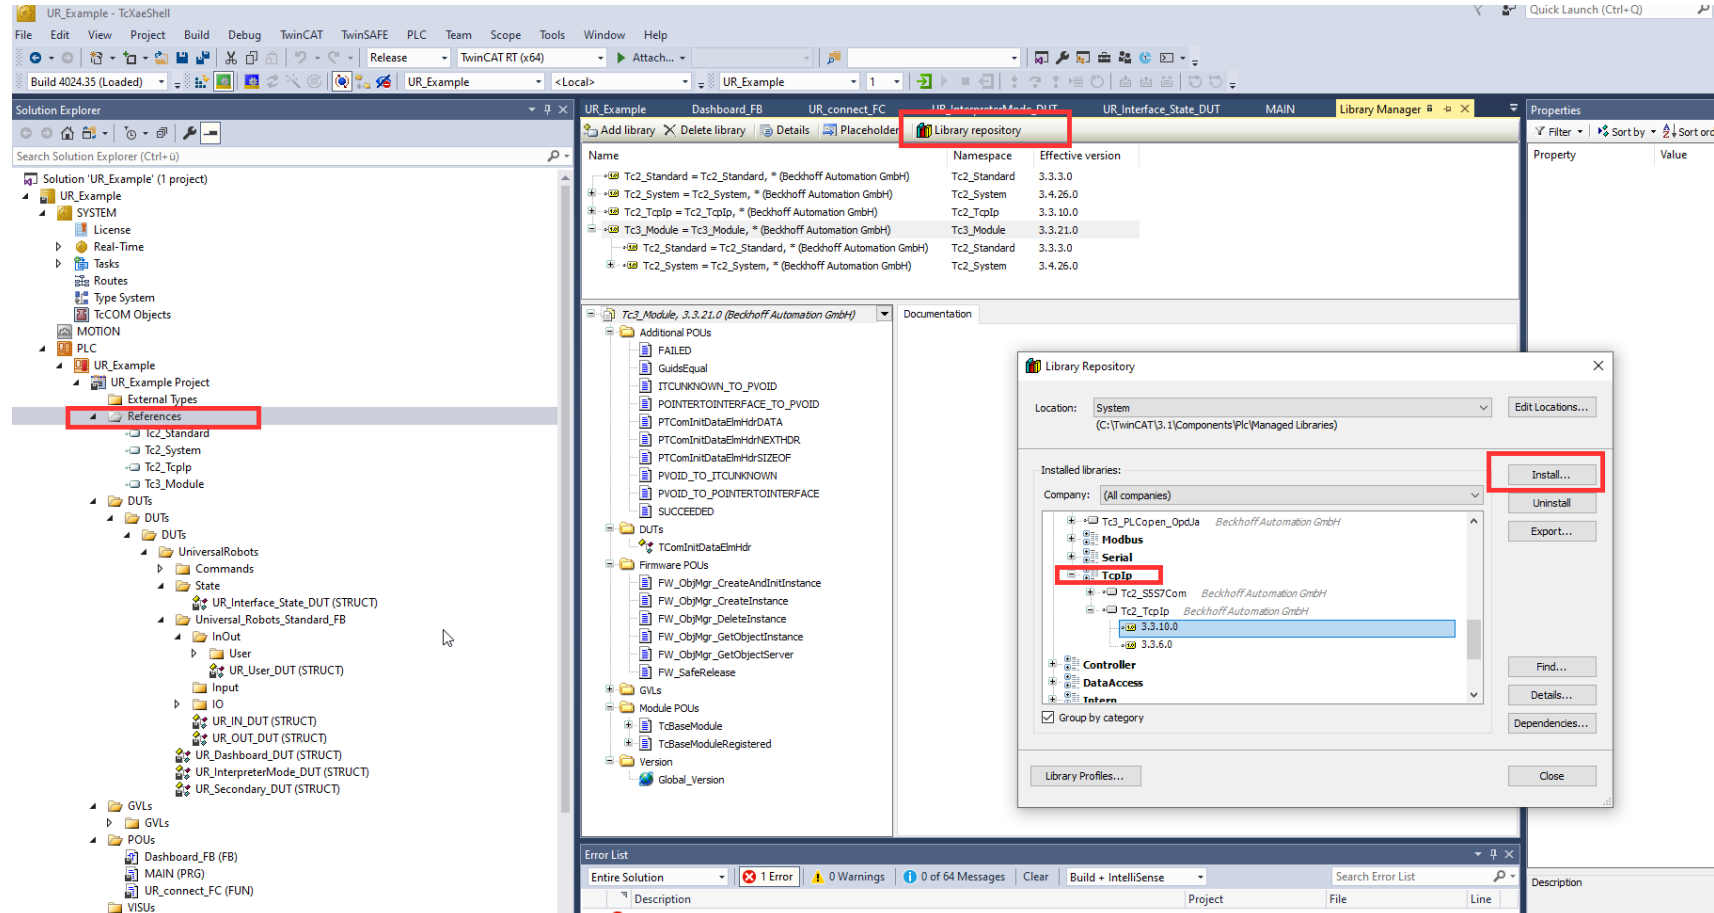 UR_Example - TcXaeShell
Quick Launch (Ctrl+Q)
File Edit View Project Build Debug TwinCAT TwinSAFE PLC Team Scope Tools Window Help
Release TwinCAT RT (x64) Attach...
Build 4024.35 (Loaded) UR_Example <Local> UR_Example 1
Solution Explorer
Search Solution Explorer (Ctrl+ü)
Solution 'UR_Example' (1 project)
UR_Example
SYSTEM
License
Real-Time
Tasks
Routes
Type System
TcCOM Objects
MOTION
PLC
UR_Example
UR_Example Project
External Types
References
Tc2_Standard
Tc2_System
Tc2_TcpIp
Tc3_Module
DUTs
DUTs
DUTs
UniversalRobots
Commands
State
UR_Interface_State_DUT (STRUCT)
Universal_Robots_Standard_FB
InOut
User
UR_User_DUT (STRUCT)
Input
IO
UR_IN_DUT (STRUCT)
UR_OUT_DUT (STRUCT)
UR_Dashboard_DUT (STRUCT)
UR_InterpreterMode_DUT (STRUCT)
UR_Secondary_DUT (STRUCT)
GVLs
GVLs
POUs
Dashboard_FB (FB)
MAIN (PRG)
UR_connect_FC (FUN)
VISUs
UR_Example Dashboard_FB UR_connect_FC UR_InterpreterMode_DUT UR_Interface_State_DUT MAIN Library Manager
Add library Delete library Details Placeholder Library repository
Name Namespace Effective version
Tc2_Standard = Tc2_Standard, * (Beckhoff Automation GmbH) Tc2_Standard 3.3.3.0
Tc2_System = Tc2_System, * (Beckhoff Automation GmbH) Tc2_System 3.4.26.0
Tc2_TcpIp = Tc2_TcpIp, * (Beckhoff Automation GmbH) Tc2_TcpIp 3.3.10.0
Tc3_Module = Tc3_Module, * (Beckhoff Automation GmbH) Tc3_Module 3.3.21.0
Tc2_Standard = Tc2_Standard, * (Beckhoff Automation GmbH) Tc2_Standard 3.3.3.0
Tc2_System = Tc2_System, * (Beckhoff Automation GmbH) Tc2_System 3.4.26.0
Tc3_Module, 3.3.21.0 (Beckhoff Automation GmbH)
Additional POUs
FAILED
GuidsEqual
ITCUNKNOWN_TO_PVOID
POINTERTOINTERFACE_TO_PVOID
PTComInitDataElmHdrDATA
PTComInitDataElmHdrNEXTHDR
PTComInitDataElmHdrSIZEOF
PVOID_TO_ITCUNKNOWN
PVOID_TO_POINTERTOINTERFACE
SUCCEEDED
DUTs
TComInitDataElmHdr
Firmware POUs
FW_ObjMgr_CreateAndInitInstance
FW_ObjMgr_CreateInstance
FW_ObjMgr_DeleteInstance
FW_ObjMgr_GetObjectInstance
FW_ObjMgr_GetObjectServer
FW_SafeRelease
GVLs
Module POUs
TcBaseModule
TcBaseModuleRegistered
Version
Global_Version
Documentation
Library Repository
Location: System Edit Locations...
(C:\TwinCAT\3.1\Components\Plc\Managed Libraries)
Installed libraries:
Install...
Company: (All companies)
Uninstall
Tc3_PLCopen_OpcUa Beckhoff Automation GmbH
Export...
Modbus
Serial
TcpIp
Tc2_S5S7Com Beckhoff Automation GmbH
Tc2_TcpIp Beckhoff Automation GmbH
3.3.10.0
3.3.6.0
Controller
Find...
DataAccess
Details...
Intern
Group by category
Dependencies...
Library Profiles...
Close
Properties
Filter Sort by Sort ord
Property Value
Description
Error List
Entire Solution 1 Error 0 Warnings 0 of 64 Messages Clear Build + IntelliSense Search Error List
Description Project File Line